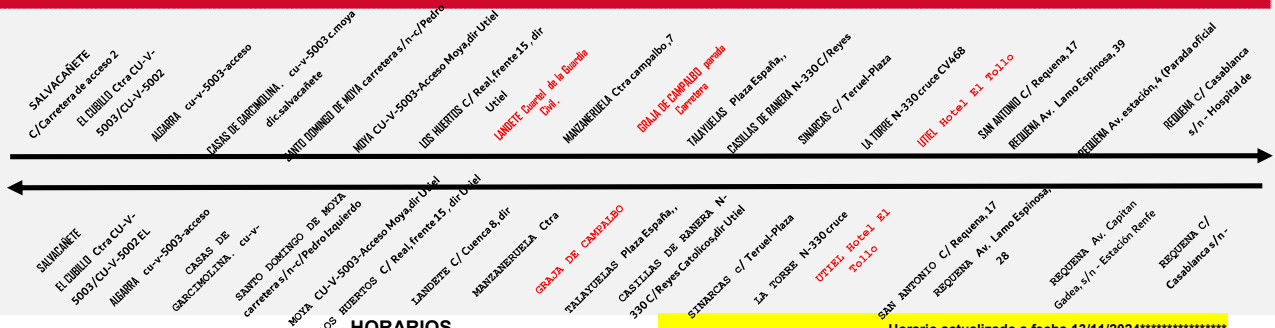 SALVACAÑETE
C/Carretera de acceso 2
EL CUBILLO Ctra CU-V-
5003/CU-V-5002
ALGARRA cu-v-5003-acceso
CASAS DE GARCIMOLINA. cu-v-5003 c.moya
dic.salvacañete
SANTO DOMINGO DE MOYA carretera s/n-c/Pedro
MOYA CU-V-5003-Acceso Moya,dir Utiel
LOS HUERTOS C/ Real, frente 15, dir
Utiel
LANDETE Cuartel de la Guardia
Civil.
MANZANERUELA Ctra campalbo ,7
GRAJA DE CAMPALBO parada
Carretera
TALAYUELAS Plaza España,,
CASILLAS DE RANERA N-330 C/Reyes
SINARCAS c/ Teruel-Plaza
LA TORRE N-330 cruce CV468
UTIEL Hotel El Tollo
SAN ANTONIO C/ Requena, 17
REQUENA Av. Lamo Espinosa, 39
REQUENA Av. estación, 4 (Parada oficial
REQUENA C/ Casablanca
s/n - Hospital de
SALVACAÑETE
EL CUBILLO Ctra CU-V-
5003/CU-V-5002 EL
ALGARRA cu-v-5003-acceso
CASAS DE
GARCIMOLINA. cu-v-
SANTO DOMINGO DE MOYA
carretera s/n-c/Pedro Izquierdo
MOYA CU-V-5003-Acceso Moya,dir Utiel
LOS HUERTOS C/ Real, frente 15 , dir Utiel
LANDETE C/ Cuenca 8, dir
MANZANERUELA Ctra
GRAJA DE CAMPALBO
TALAYUELAS Plaza España,,
CASILLAS DE RANERA N-
330 C/Reyes Catolicos,dir Utiel
SINARCAS c/ Teruel-Plaza
LA TORRE N-330 cruce
UTIEL Hotel El
Tollo
SAN ANTONIO C/ Requena, 17
REQUENA Av. Lamo Espinosa,
28
REQUENA Av. Capitan
Gadea, s/n - Estación Renfe
REQUENA C/
Casablanca s/n -
HORARIOS
Horario actualizado a fecha 13/11/2024****************